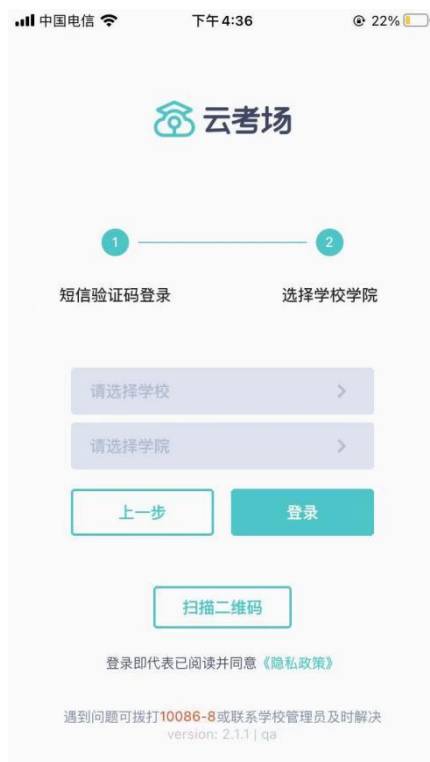 中国电信 下午4:36 22%
云考场
1 2
短信验证码登录 选择学校学院
请选择学校
请选择学院
上一步 登录
扫描二维码
登录即代表已阅读并同意《隐私政策》
遇到问题可拨打10086-8或联系学校管理员及时解决
version: 2.1.1 | qa